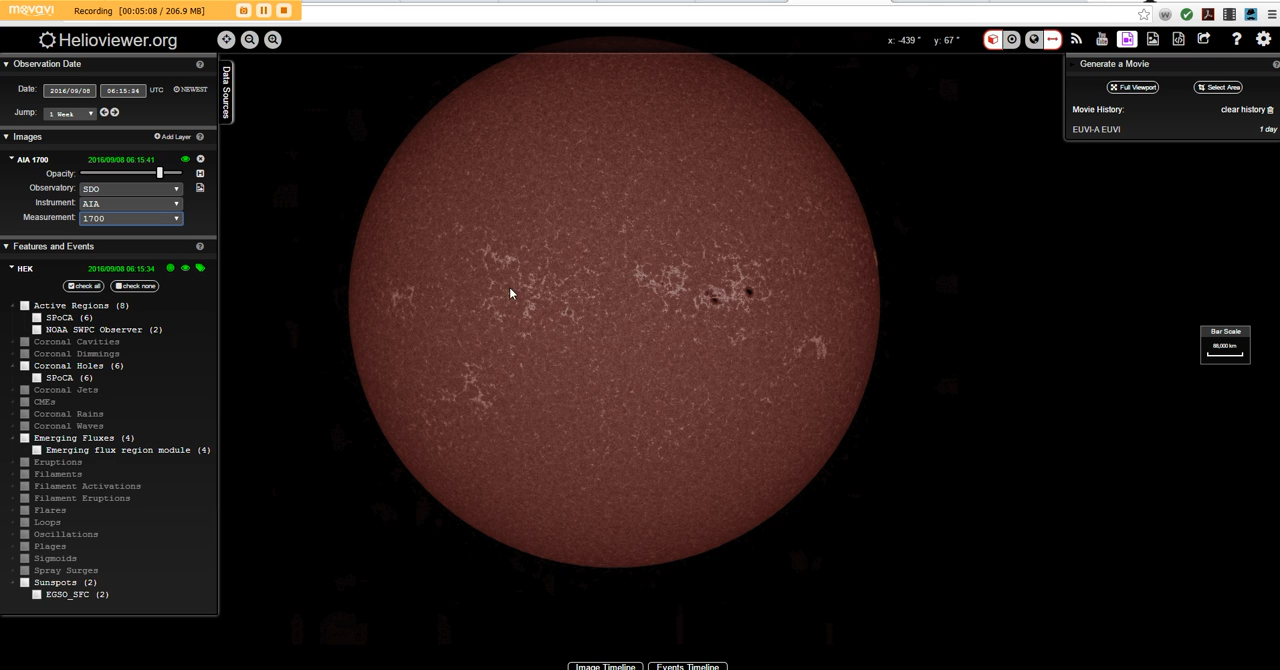 movavi Recording [00:05:08 / 206.9 MB]
Helioviewer.org
x: -439 " y: 67 "
Observation Date
Date: 2016/09/08 06:15:34 UTC NEWEST
Jump: 1 Week
Images
Add Layer
AIA 1700 2016/09/08 06:15:41
Opacity:
Observatory: SDO
Instrument: AIA
Measurement: 1700
Features and Events
HEK 2016/09/08 06:15:34
check all check none
Active Regions (8)
SPoCA (6)
NOAA SWPC Observer (2)
Coronal Cavities
Coronal Dimmings
Coronal Holes (6)
SPoCA (6)
Coronal Jets
CMEs
Coronal Rains
Coronal Waves
Emerging Fluxes (4)
Emerging flux region module (4)
Eruptions
Filaments
Filament Activations
Filament Eruptions
Flares
Loops
Oscillations
Plages
Sigmoids
Spray Surges
Sunspots (2)
EGSO_SFC (2)
Data Sources
Generate a Movie
Full Viewport Select Area
Movie History: clear history
EUVI-A EUVI 1 day
Bar Scale
Image Timeline Events Timeline